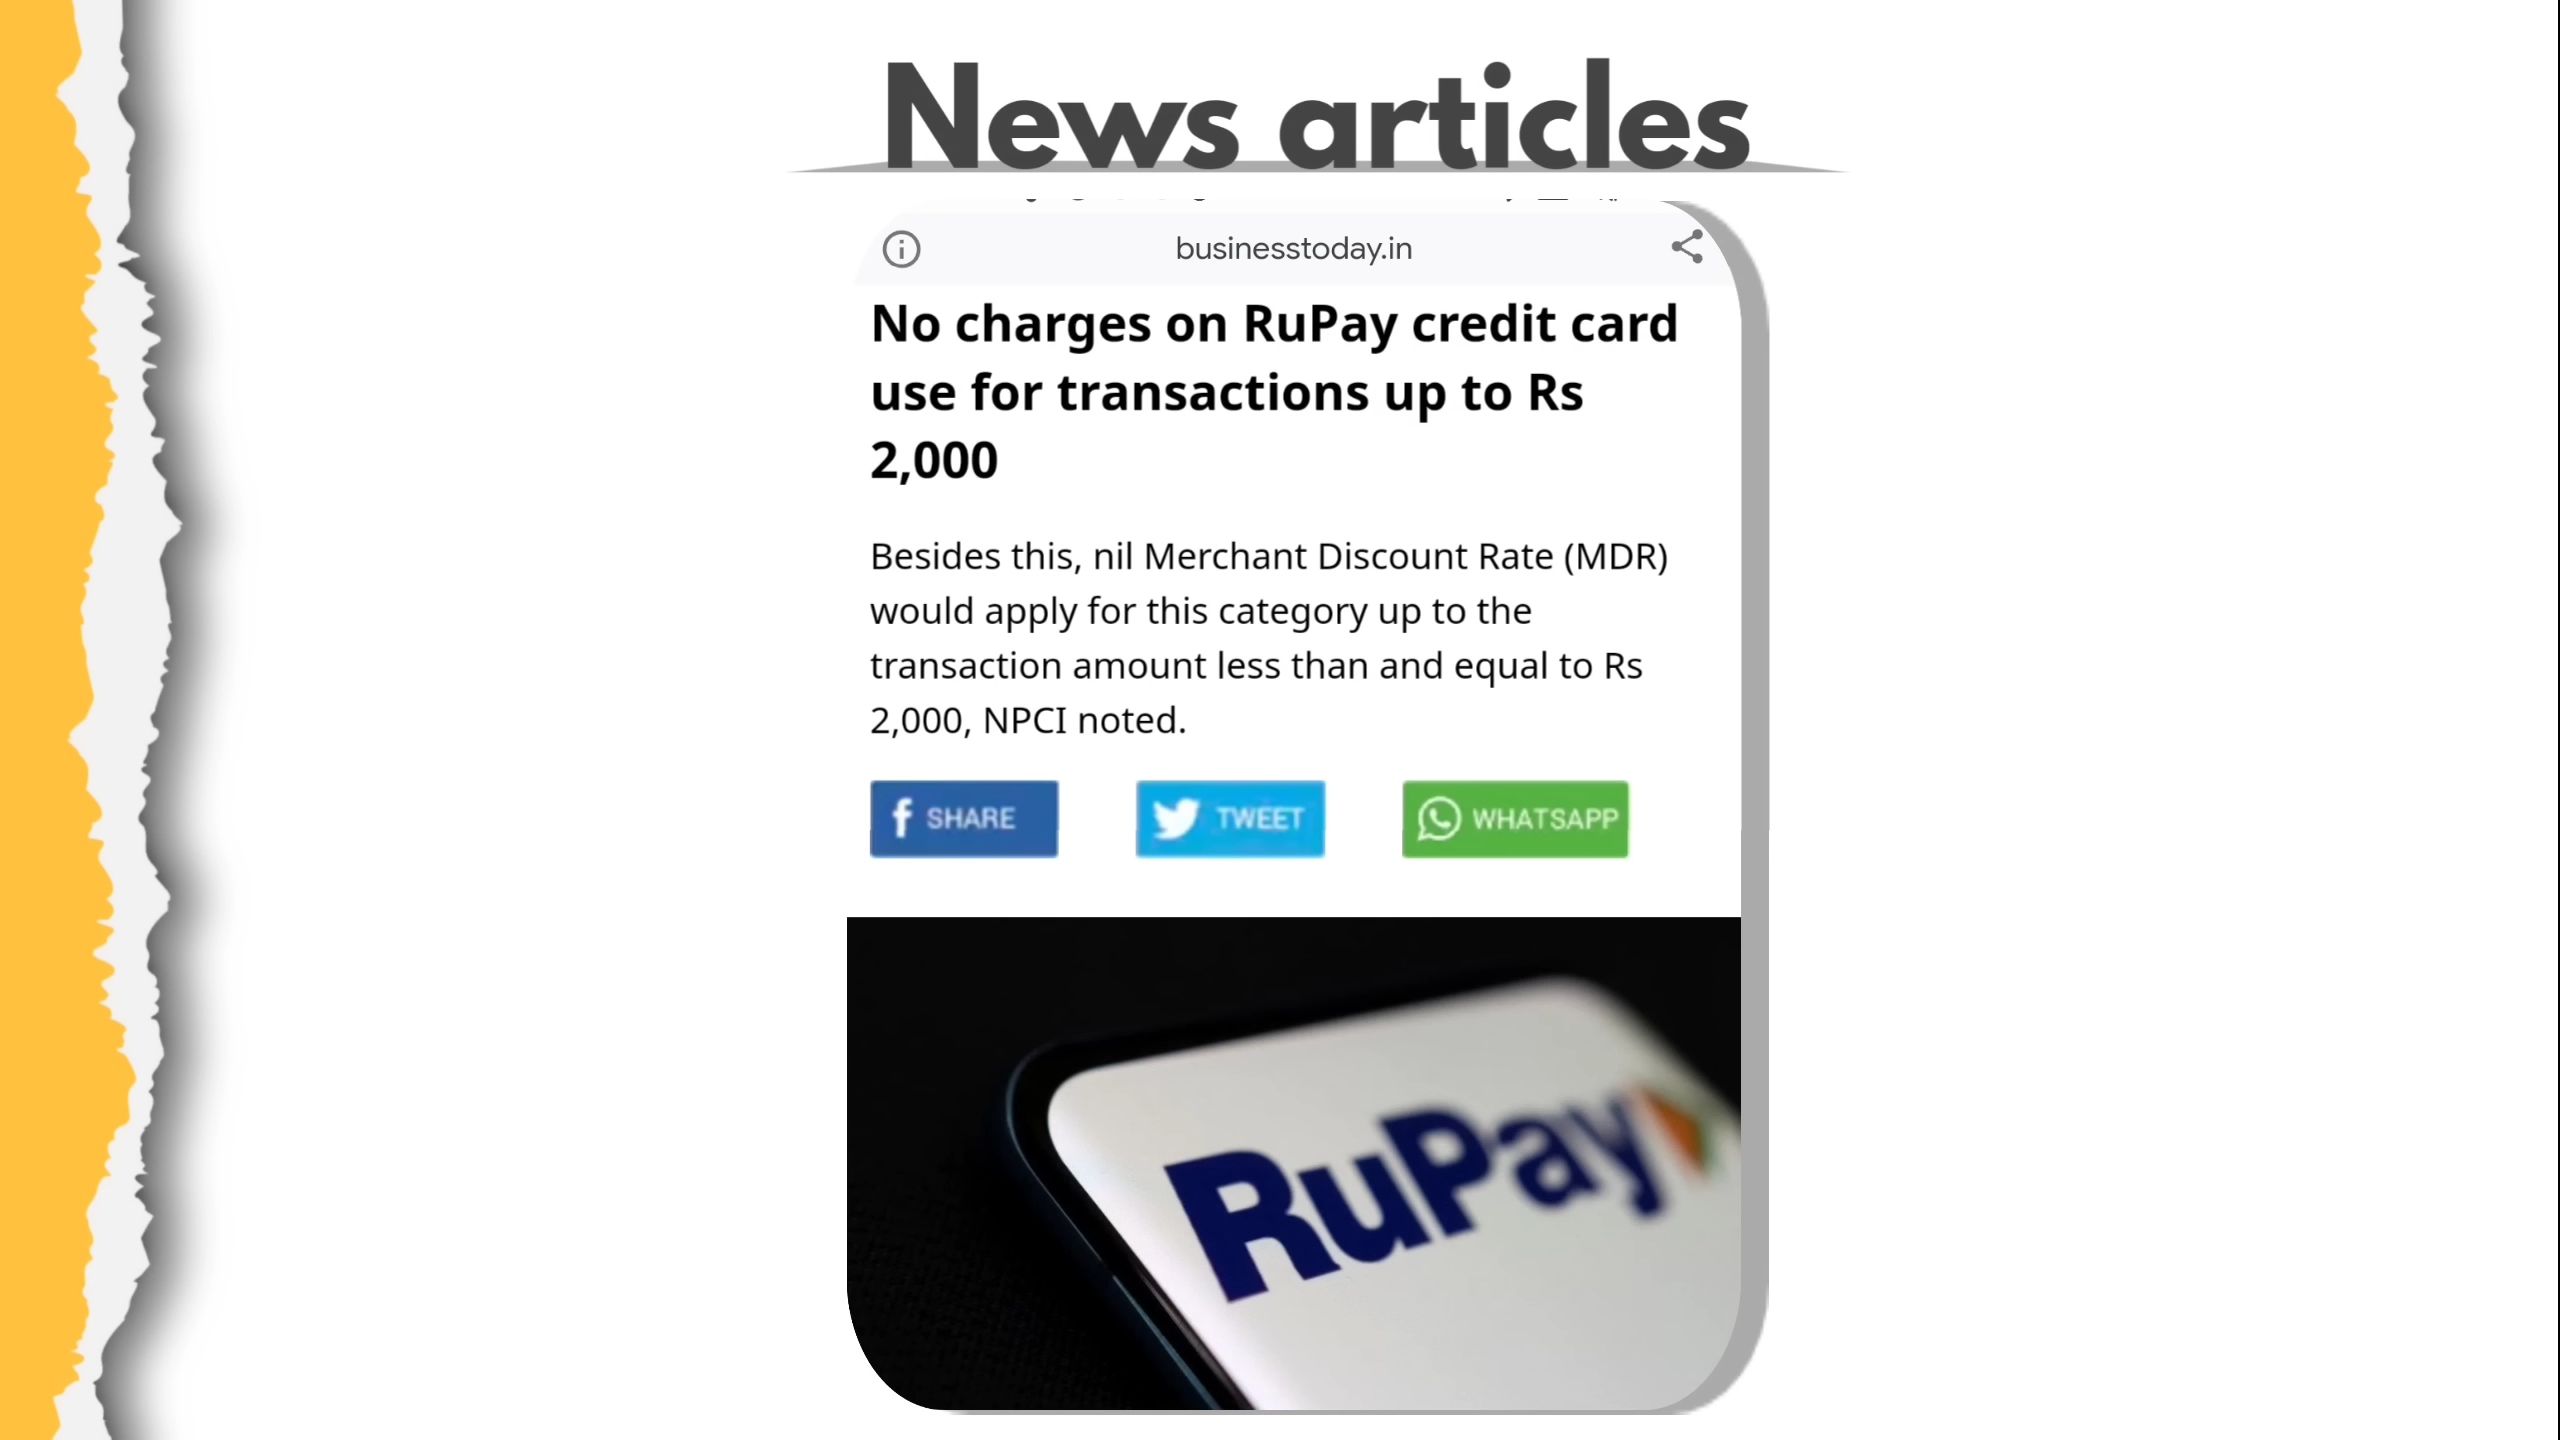 News articles
businesstoday.in
No charges on RuPay credit card
use for transactions up to Rs
2,000
Besides this, nil Merchant Discount Rate (MDR)
would apply for this category up to the
transaction amount less than and equal to Rs
2,000, NPCI noted.
SHARE
TWEET
WHATSAPP
RuPay